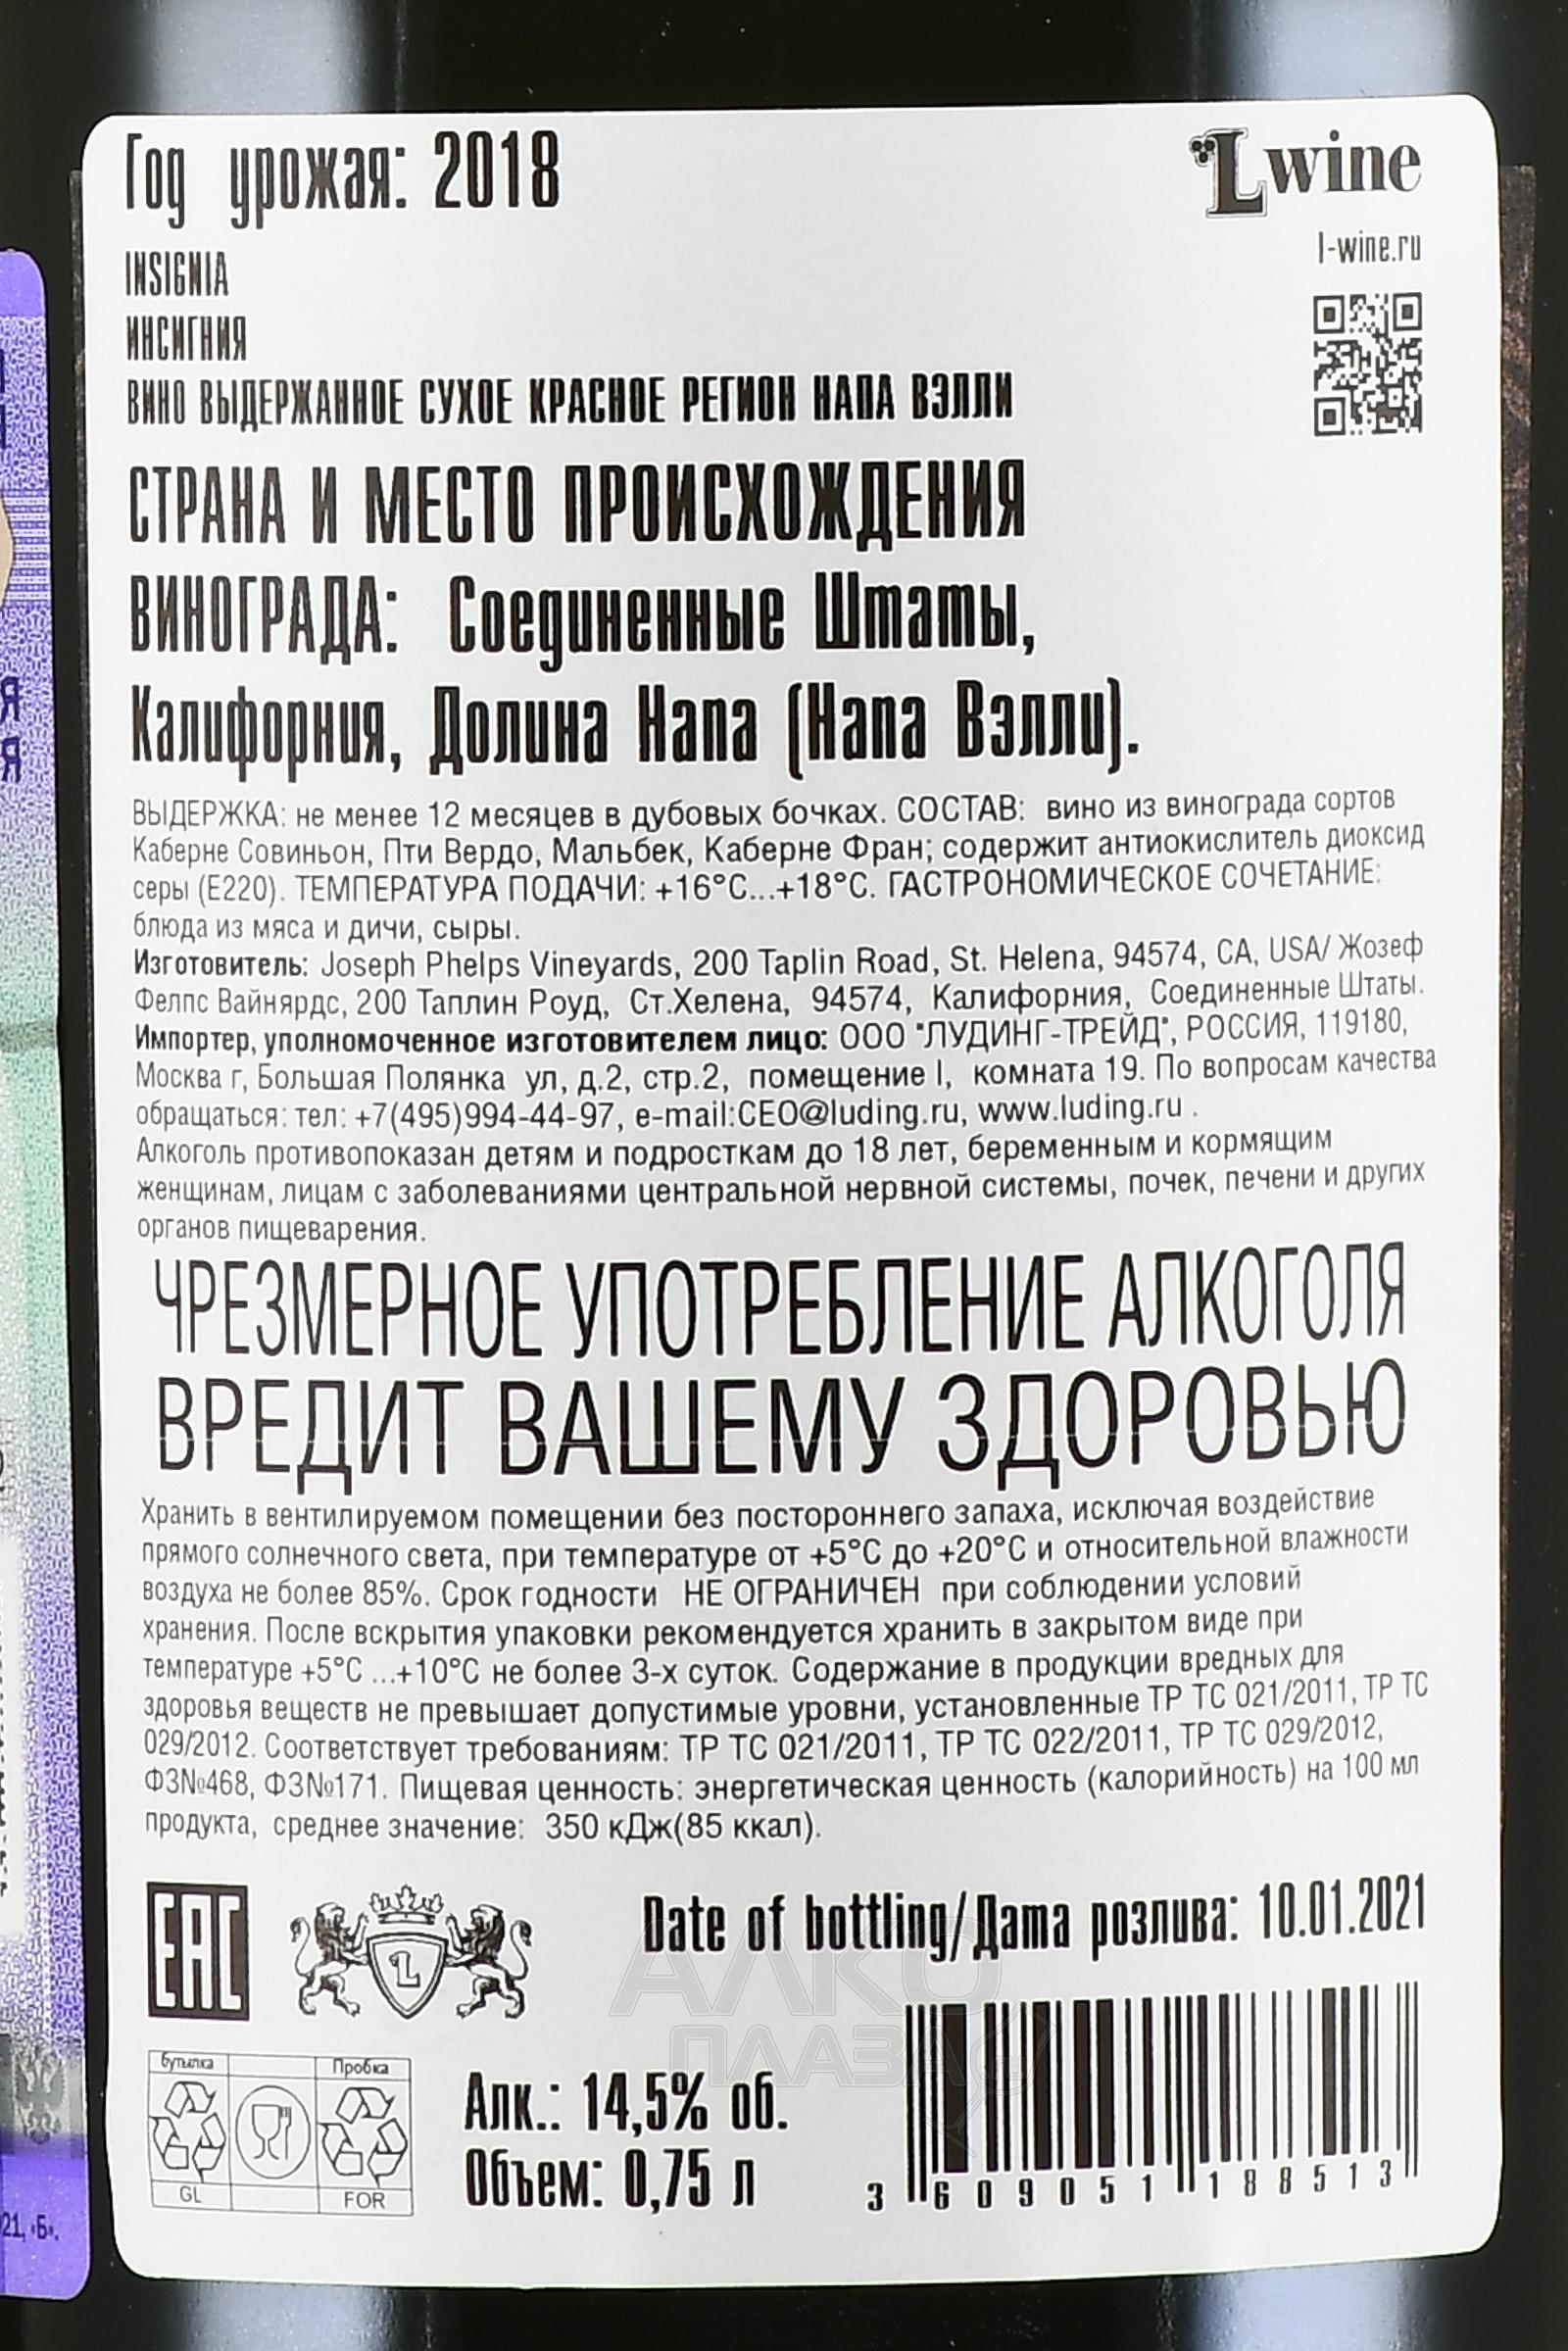 Год урожая: 2018
Lwine
l-wine.ru
INSIGNIA
ИНСИГНИЯ
ВИНО ВЫДЕРЖАННОЕ СУХОЕ КРАСНОЕ РЕГИОН НАПА ВЭЛЛИ
СТРАНА И МЕСТО ПРОИСХОЖДЕНИЯ
ВИНОГРАДА: Соединенные Штаты,
Калифорния, Долина Напа (Напа Вэлли).
ВЫДЕРЖКА: не менее 12 месяцев в дубовых бочках. СОСТАВ: вино из винограда сортов
Каберне Совиньон, Пти Вердо, Мальбек, Каберне Фран; содержит антиокислитель диоксид
серы (Е220). ТЕМПЕРАТУРА ПОДАЧИ: +16°С...+18°С. ГАСТРОНОМИЧЕСКОЕ СОЧЕТАНИЕ:
блюда из мяса и дичи, сыры.
Изготовитель: Joseph Phelps Vineyards, 200 Taplin Road, St. Helena, 94574, CA, USA/ Жозеф
Фелпс Вайнярдс, 200 Таплин Роуд, Ст.Хелена, 94574, Калифорния, Соединенные Штаты.
Импортер, уполномоченное изготовителем лицо: ООО "ЛУДИНГ-ТРЕЙД", РОССИЯ, 119180,
Москва г, Большая Полянка ул, д.2, стр.2, помещение I, комната 19. По вопросам качества
обращаться: тел: +7(495)994-44-97, e-mail:CEO@luding.ru, www.luding.ru .
Алкоголь противопоказан детям и подросткам до 18 лет, беременным и кормящим
женщинам, лицам с заболеваниями центральной нервной системы, почек, печени и других
органов пищеварения.
ЧРЕЗМЕРНОЕ УПОТРЕБЛЕНИЕ АЛКОГОЛЯ
ВРЕДИТ ВАШЕМУ ЗДОРОВЬЮ
Хранить в вентилируемом помещении без постороннего запаха, исключая воздействие
прямого солнечного света, при температуре от +5°С до +20°С и относительной влажности
воздуха не более 85%. Срок годности НЕ ОГРАНИЧЕН при соблюдении условий
хранения. После вскрытия упаковки рекомендуется хранить в закрытом виде при
температуре +5°С ...+10°С не более 3-х суток. Содержание в продукции вредных для
здоровья веществ не превышает допустимые уровни, установленные ТР ТС 021/2011, ТР ТС
029/2012. Соответствует требованиям: ТР ТС 021/2011, ТР ТС 022/2011, ТР ТС 029/2012,
ФЗ№468, ФЗ№171. Пищевая ценность: энергетическая ценность (калорийность) на 100 мл
продукта, среднее значение: 350 кДж(85 ккал).
EAC
L
Date of bottling/Дата розлива: 10.01.2021
АЛКО
ПЛАЗА
бутылка
Пробка
GL
FOR
Алк.: 14,5% об.
Объем: 0,75 л
3 609051 188513
21, «Б».